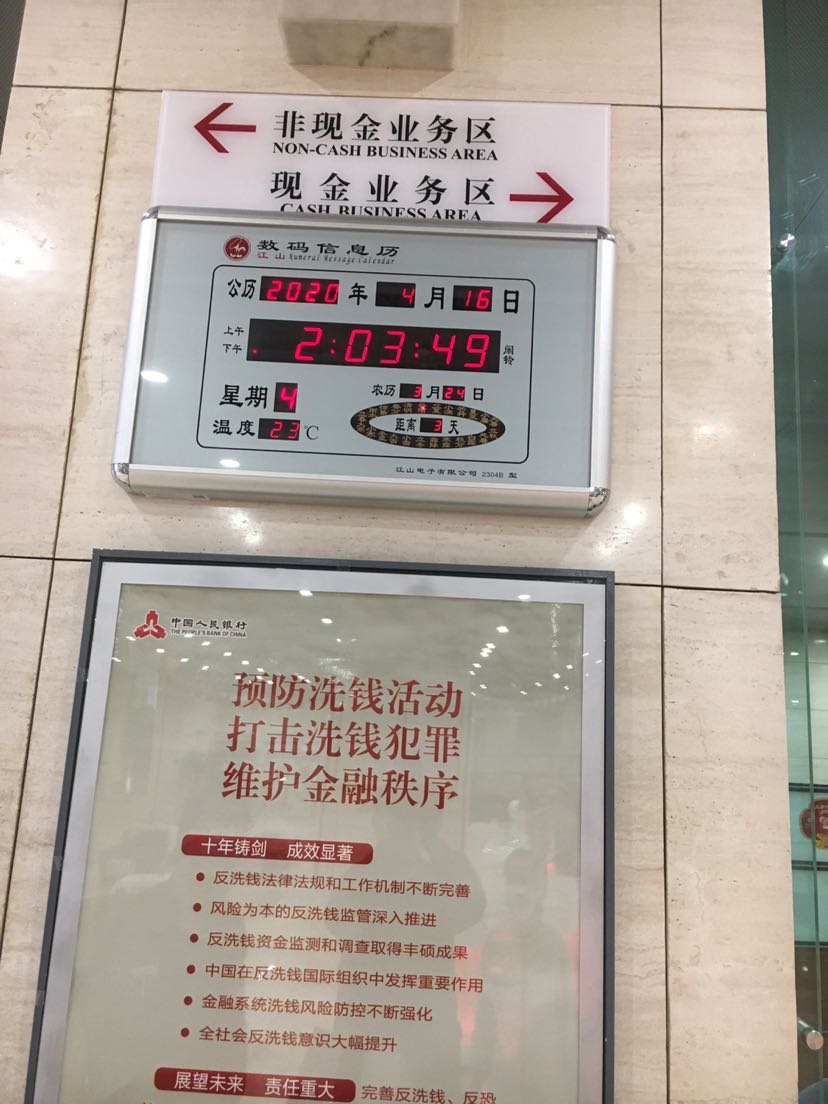 非现金业务区
NON-CASH BUSINESS AREA
现金业务区
CASH BUSINESS AREA
数码信息历
江山 Numeral Message Calendar
公历 2020 年 4 月 16 日
上午
下午
2:03:49
闹铃
星期 4
农历 3 月 24 日
温度 23 ℃
距离 3 天
江山电子有限公司 2304B 型
中国人民银行
THE PEOPLE'S BANK OF CHINA
预防洗钱活动
打击洗钱犯罪
维护金融秩序
十年铸剑 成效显著
• 反洗钱法律法规和工作机制不断完善
• 风险为本的反洗钱监管深入推进
• 反洗钱资金监测和调查取得丰硕成果
• 中国在反洗钱国际组织中发挥重要作用
• 金融系统洗钱风险防控不断强化
• 全社会反洗钱意识大幅提升
展望未来 责任重大 完善反洗钱、反恐